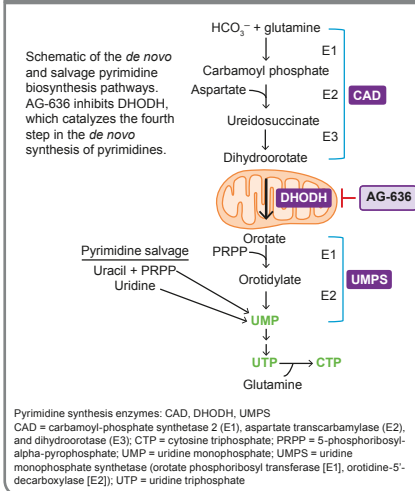 HCO₃⁻ + glutamine
Schematic of the de novo
and salvage pyrimidine
biosynthesis pathways.
AG-636 inhibits DHODH,
which catalyzes the fourth
step in the de novo
synthesis of pyrimidines.
E1
Carbamoyl phosphate
Aspartate
E2
CAD
Ureidosuccinate
E3
Dihydroorotate
DHODH
AG-636
Orotate
Pyrimidine salvage
PRPP
E1
Uracil + PRPP
Orotidylate
UMPS
Uridine
E2
UMP
UTP
CTP
Glutamine
Pyrimidine synthesis enzymes: CAD, DHODH, UMPS
CAD = carbamoyl-phosphate synthetase 2 (E1), aspartate transcarbamylase (E2),
and dihydroorotase (E3); CTP = cytosine triphosphate; PRPP = 5-phosphoribosyl-
alpha-pyrophosphate; UMP = uridine monophosphate; UMPS = uridine
monophosphate synthetase (orotate phosphoribosyl transferase [E1], orotidine-5'-
decarboxylase [E2]); UTP = uridine triphosphate